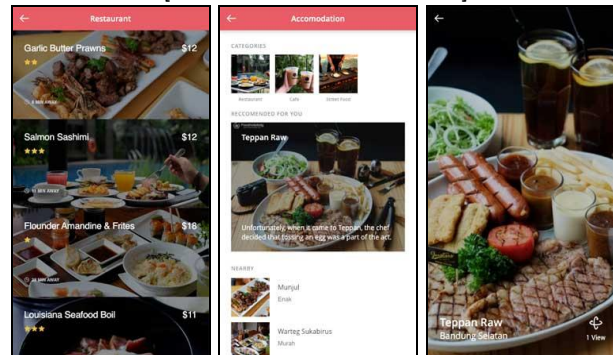 Restaurant
Garlic Butter Prawns $12
Salmon Sashimi $12
Flounder Amandine & Frites $16
Louisiana Seafood Boil $11
Accomodation
CATEGORIES
Restaurant Café Street Food
RECCOMENDED FOR YOU
Teppan Raw
Unfortunately, when it came to Teppan, the chef
decided that tossing an egg was a part of the act.
NEARBY
Munjul
Enak
Warteg Sukabirus
Murah
Teppan Raw
Bandung Selatan
1 View